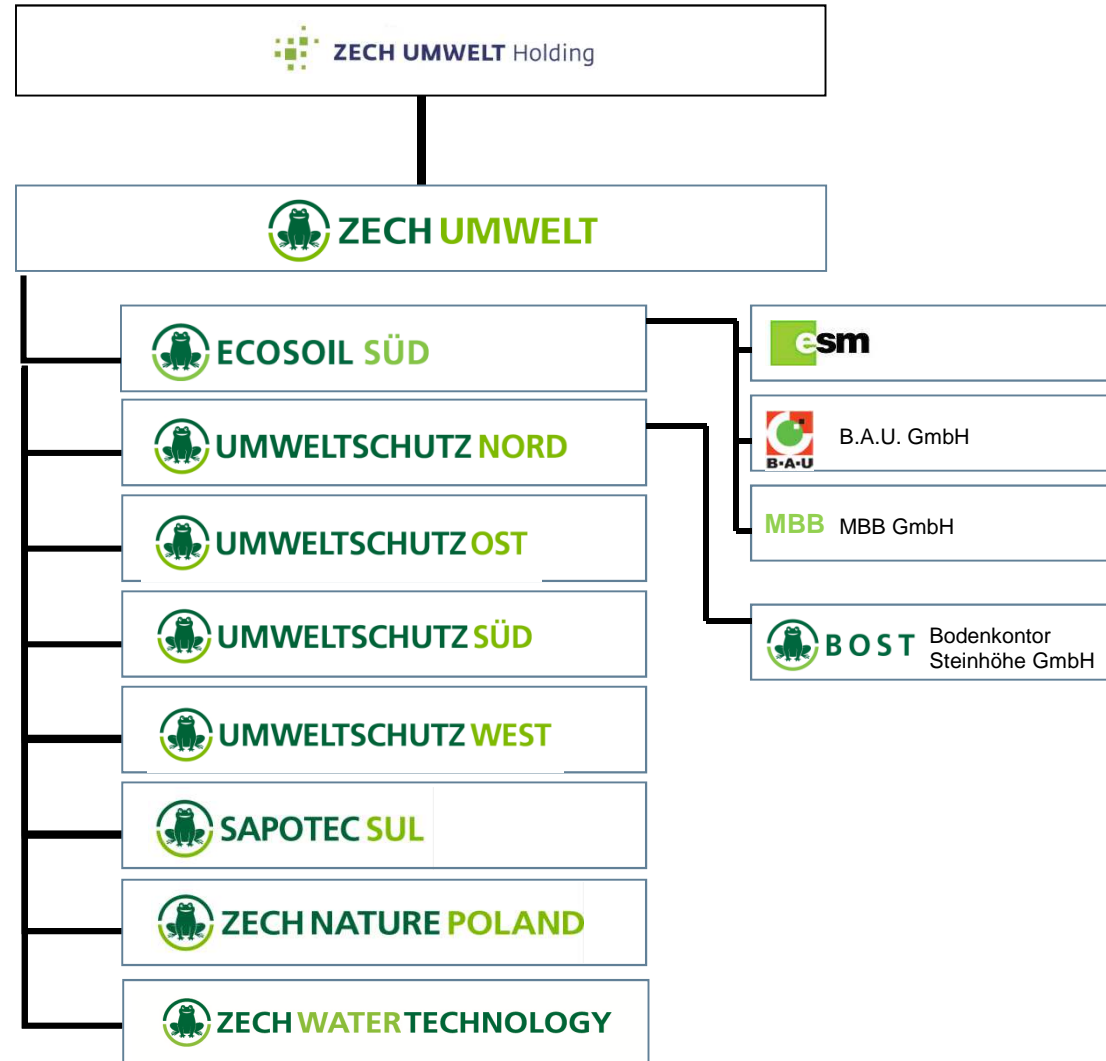 ZECH UMWELT Holding
ZECH UMWELT
ECOSOIL SÜD
UMWELTSCHUTZ NORD
UMWELTSCHUTZ OST
UMWELTSCHUTZ SÜD
UMWELTSCHUTZ WEST
SAPOTEC SUL
ZECH NATURE POLAND
ZECH WATER TECHNOLOGY
esm
B•A•U
B.A.U. GmbH
MBB MBB GmbH
BOST Bodenkontor
Steinhöhe GmbH